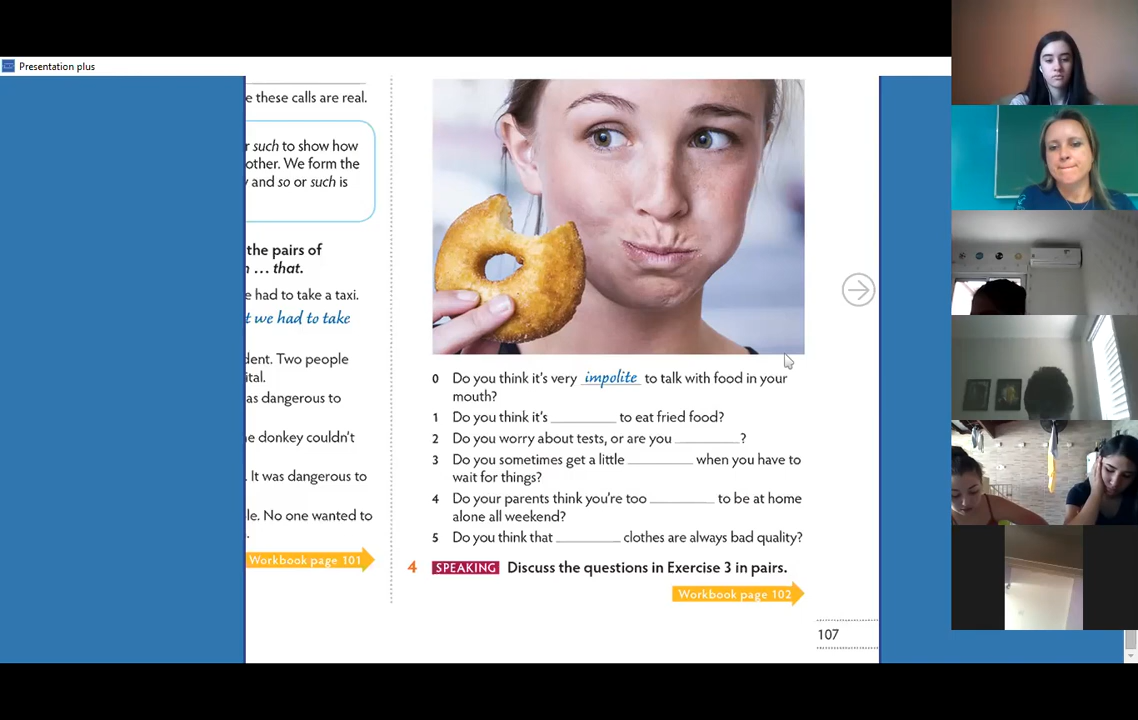 Presentation plus
e these calls are real.
r such to show how
other. We form the
y and so or such is
the pairs of
n ... that.
e had to take a taxi.
t we had to take
dent. Two people
ital.
as dangerous to
e donkey couldn't
. It was dangerous to
le. No one wanted to
.
Workbook page 101
0 Do you think it's very impolite to talk with food in your
mouth?
1 Do you think it's ________ to eat fried food?
2 Do you worry about tests, or are you ________?
3 Do you sometimes get a little ________ when you have to
wait for things?
4 Do your parents think you're too ________ to be at home
alone all weekend?
5 Do you think that ________ clothes are always bad quality?
4 SPEAKING Discuss the questions in Exercise 3 in pairs.
Workbook page 102
107